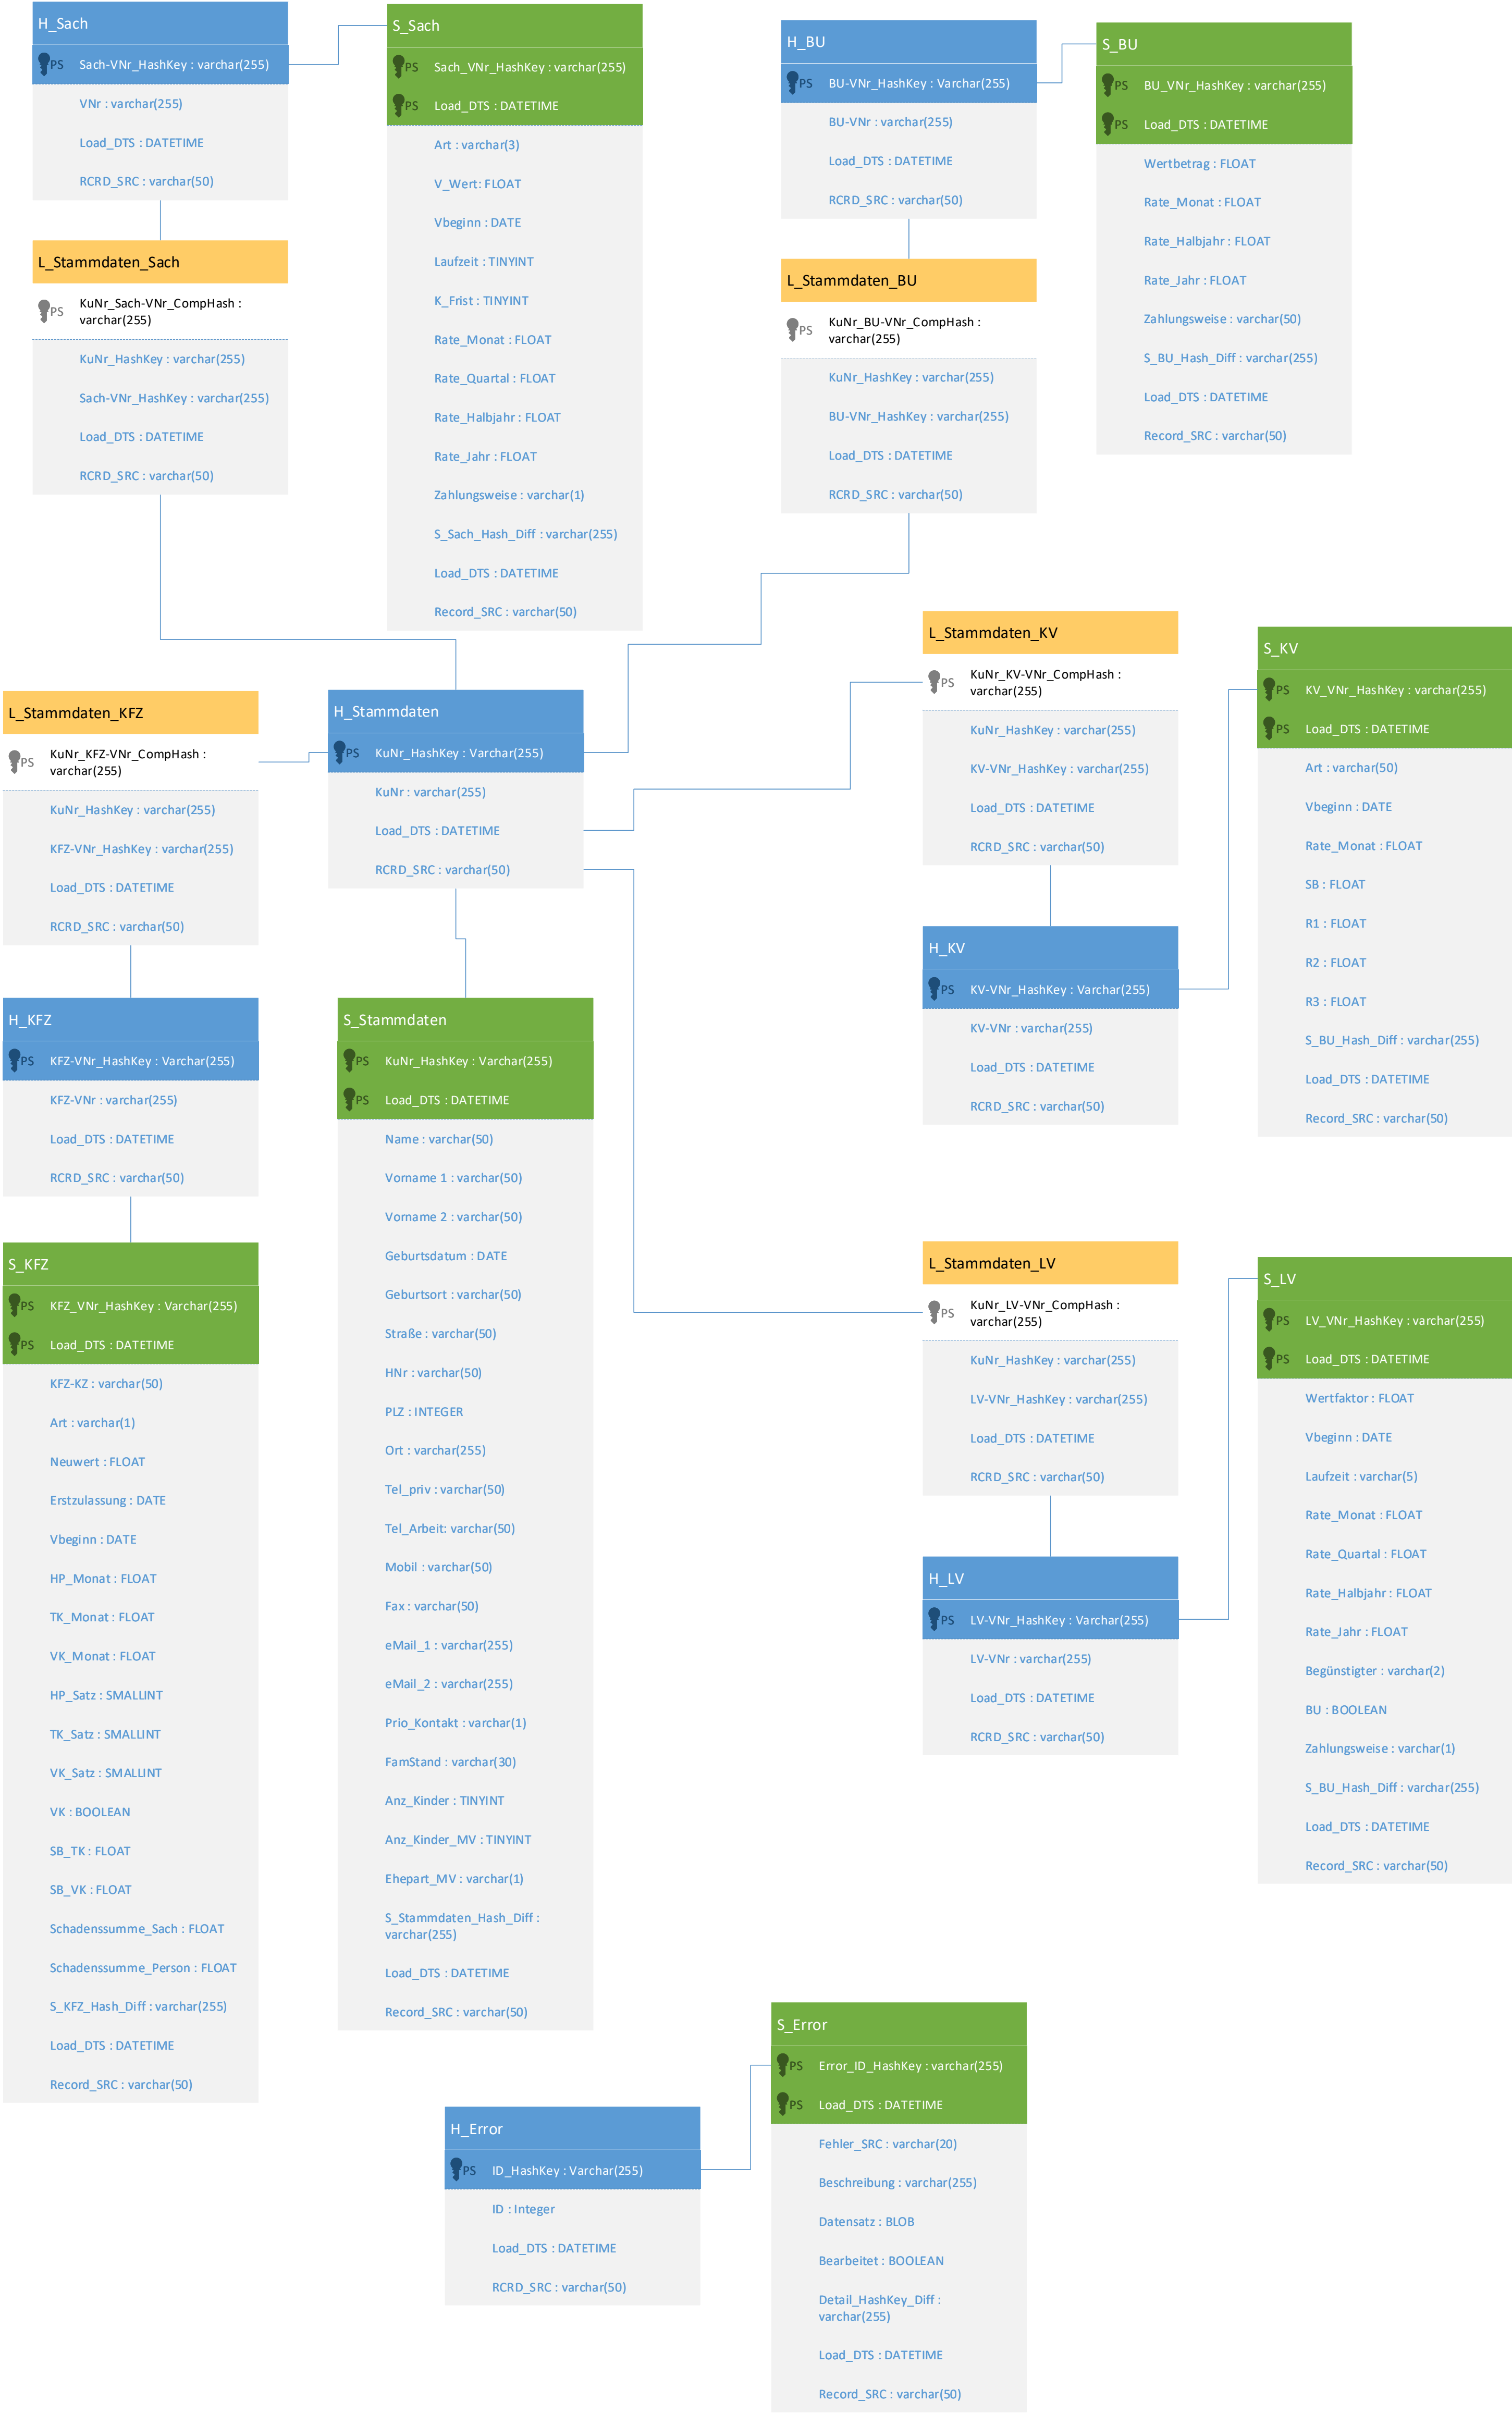 H_Sach
PS Sach-VNr_HashKey : varchar(255)
VNr : varchar(255)
Load_DTS : DATETIME
RCRD_SRC : varchar(50)
S_Sach
PS Sach_VNr_HashKey : varchar(255)
PS Load_DTS : DATETIME
Art : varchar(3)
V_Wert: FLOAT
Vbeginn : DATE
Laufzeit : TINYINT
K_Frist : TINYINT
Rate_Monat : FLOAT
Rate_Quartal : FLOAT
Rate_Halbjahr : FLOAT
Rate_Jahr : FLOAT
Zahlungsweise : varchar(1)
S_Sach_Hash_Diff : varchar(255)
Load_DTS : DATETIME
Record_SRC : varchar(50)
H_BU
PS BU-VNr_HashKey : Varchar(255)
BU-VNr : varchar(255)
Load_DTS : DATETIME
RCRD_SRC : varchar(50)
S_BU
PS BU_VNr_HashKey : varchar(255)
PS Load_DTS : DATETIME
Wertbetrag : FLOAT
Rate_Monat : FLOAT
Rate_Halbjahr : FLOAT
Rate_Jahr : FLOAT
Zahlungsweise : varchar(50)
S_BU_Hash_Diff : varchar(255)
Load_DTS : DATETIME
Record_SRC : varchar(50)
L_Stammdaten_Sach
PS KuNr_Sach-VNr_CompHash :
varchar(255)
KuNr_HashKey : varchar(255)
Sach-VNr_HashKey : varchar(255)
Load_DTS : DATETIME
RCRD_SRC : varchar(50)
L_Stammdaten_BU
PS KuNr_BU-VNr_CompHash :
varchar(255)
KuNr_HashKey : varchar(255)
BU-VNr_HashKey : varchar(255)
Load_DTS : DATETIME
RCRD_SRC : varchar(50)
L_Stammdaten_KV
PS KuNr_KV-VNr_CompHash :
varchar(255)
KuNr_HashKey : varchar(255)
KV-VNr_HashKey : varchar(255)
Load_DTS : DATETIME
RCRD_SRC : varchar(50)
S_KV
PS KV_VNr_HashKey : varchar(255)
PS Load_DTS : DATETIME
Art : varchar(50)
Vbeginn : DATE
Rate_Monat : FLOAT
SB : FLOAT
R1 : FLOAT
R2 : FLOAT
R3 : FLOAT
S_BU_Hash_Diff : varchar(255)
Load_DTS : DATETIME
Record_SRC : varchar(50)
L_Stammdaten_KFZ
PS KuNr_KFZ-VNr_CompHash :
varchar(255)
KuNr_HashKey : varchar(255)
KFZ-VNr_HashKey : varchar(255)
Load_DTS : DATETIME
RCRD_SRC : varchar(50)
H_Stammdaten
PS KuNr_HashKey : Varchar(255)
KuNr : varchar(255)
Load_DTS : DATETIME
RCRD_SRC : varchar(50)
H_KV
PS KV-VNr_HashKey : Varchar(255)
KV-VNr : varchar(255)
Load_DTS : DATETIME
RCRD_SRC : varchar(50)
H_KFZ
PS KFZ-VNr_HashKey : Varchar(255)
KFZ-VNr : varchar(255)
Load_DTS : DATETIME
RCRD_SRC : varchar(50)
S_Stammdaten
PS KuNr_HashKey : Varchar(255)
PS Load_DTS : DATETIME
Name : varchar(50)
Vorname 1 : varchar(50)
Vorname 2 : varchar(50)
Geburtsdatum : DATE
Geburtsort : varchar(50)
Straße : varchar(50)
HNr : varchar(50)
PLZ : INTEGER
Ort : varchar(255)
Tel_priv : varchar(50)
Tel_Arbeit: varchar(50)
Mobil : varchar(50)
Fax : varchar(50)
eMail_1 : varchar(255)
eMail_2 : varchar(255)
Prio_Kontakt : varchar(1)
FamStand : varchar(30)
Anz_Kinder : TINYINT
Anz_Kinder_MV : TINYINT
Ehepart_MV : varchar(1)
S_Stammdaten_Hash_Diff :
varchar(255)
Load_DTS : DATETIME
Record_SRC : varchar(50)
S_KFZ
PS KFZ_VNr_HashKey : Varchar(255)
PS Load_DTS : DATETIME
KFZ-KZ : varchar(50)
Art : varchar(1)
Neuwert : FLOAT
Erstzulassung : DATE
Vbeginn : DATE
HP_Monat : FLOAT
TK_Monat : FLOAT
VK_Monat : FLOAT
HP_Satz : SMALLINT
TK_Satz : SMALLINT
VK_Satz : SMALLINT
VK : BOOLEAN
SB_TK : FLOAT
SB_VK : FLOAT
Schadenssumme_Sach : FLOAT
Schadenssumme_Person : FLOAT
S_KFZ_Hash_Diff : varchar(255)
Load_DTS : DATETIME
Record_SRC : varchar(50)
L_Stammdaten_LV
PS KuNr_LV-VNr_CompHash :
varchar(255)
KuNr_HashKey : varchar(255)
LV-VNr_HashKey : varchar(255)
Load_DTS : DATETIME
RCRD_SRC : varchar(50)
S_LV
PS LV_VNr_HashKey : varchar(255)
PS Load_DTS : DATETIME
Wertfaktor : FLOAT
Vbeginn : DATE
Laufzeit : varchar(5)
Rate_Monat : FLOAT
Rate_Quartal : FLOAT
Rate_Halbjahr : FLOAT
Rate_Jahr : FLOAT
Begünstigter : varchar(2)
BU : BOOLEAN
Zahlungsweise : varchar(1)
S_BU_Hash_Diff : varchar(255)
Load_DTS : DATETIME
Record_SRC : varchar(50)
H_LV
PS LV-VNr_HashKey : Varchar(255)
LV-VNr : varchar(255)
Load_DTS : DATETIME
RCRD_SRC : varchar(50)
S_Error
PS Error_ID_HashKey : varchar(255)
PS Load_DTS : DATETIME
Fehler_SRC : varchar(20)
Beschreibung : varchar(255)
Datensatz : BLOB
Bearbeitet : BOOLEAN
Detail_HashKey_Diff :
varchar(255)
Load_DTS : DATETIME
Record_SRC : varchar(50)
H_Error
PS ID_HashKey : Varchar(255)
ID : Integer
Load_DTS : DATETIME
RCRD_SRC : varchar(50)